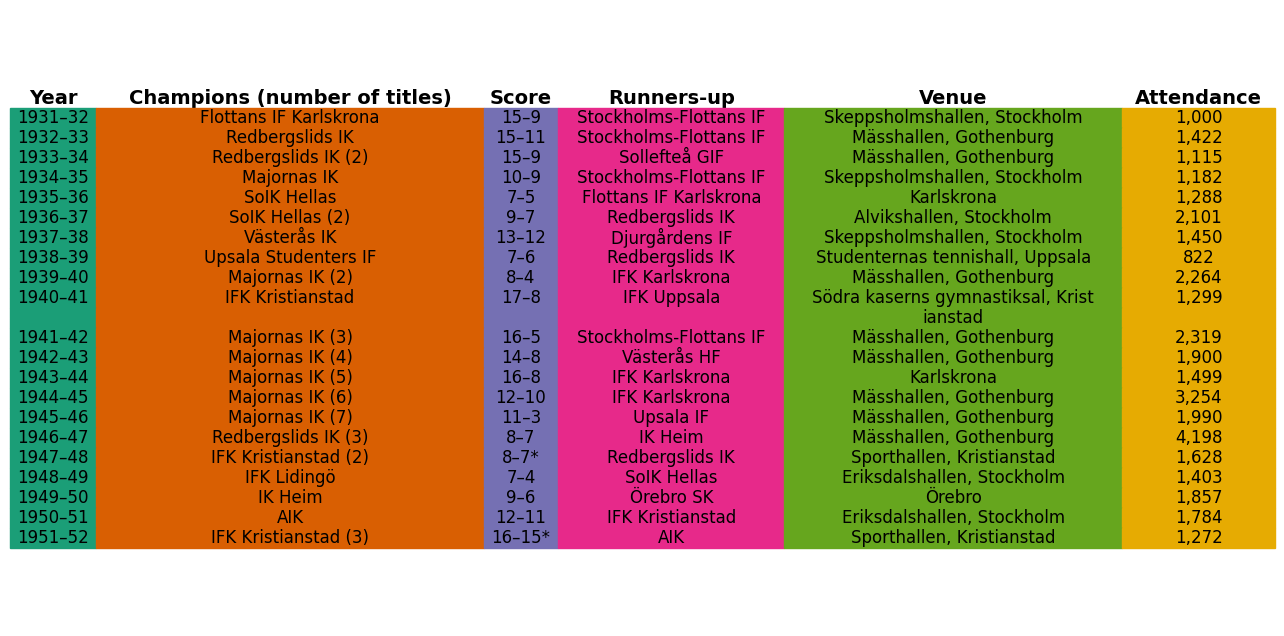 Year Champions (number of titles) Score Runners-up Venue Attendance
1931–32 Flottans IF Karlskrona 15–9 Stockholms-Flottans IF Skeppsholmshallen, Stockholm 1,000
1932–33 Redbergslids IK 15–11 Stockholms-Flottans IF Mässhallen, Gothenburg 1,422
1933–34 Redbergslids IK (2) 15–9 Sollefteå GIF Mässhallen, Gothenburg 1,115
1934–35 Majornas IK 10–9 Stockholms-Flottans IF Skeppsholmshallen, Stockholm 1,182
1935–36 SoIK Hellas 7–5 Flottans IF Karlskrona Karlskrona 1,288
1936–37 SoIK Hellas (2) 9–7 Redbergslids IK Alvikshallen, Stockholm 2,101
1937–38 Västerås IK 13–12 Djurgårdens IF Skeppsholmshallen, Stockholm 1,450
1938–39 Upsala Studenters IF 7–6 Redbergslids IK Studenternas tennishall, Uppsala 822
1939–40 Majornas IK (2) 8–4 IFK Karlskrona Mässhallen, Gothenburg 2,264
1940–41 IFK Kristianstad 17–8 IFK Uppsala Södra kaserns gymnastiksal, Krist 1,299
ianstad
1941–42 Majornas IK (3) 16–5 Stockholms-Flottans IF Mässhallen, Gothenburg 2,319
1942–43 Majornas IK (4) 14–8 Västerås HF Mässhallen, Gothenburg 1,900
1943–44 Majornas IK (5) 16–8 IFK Karlskrona Karlskrona 1,499
1944–45 Majornas IK (6) 12–10 IFK Karlskrona Mässhallen, Gothenburg 3,254
1945–46 Majornas IK (7) 11–3 Upsala IF Mässhallen, Gothenburg 1,990
1946–47 Redbergslids IK (3) 8–7 IK Heim Mässhallen, Gothenburg 4,198
1947–48 IFK Kristianstad (2) 8–7* Redbergslids IK Sporthallen, Kristianstad 1,628
1948–49 IFK Lidingö 7–4 SoIK Hellas Eriksdalshallen, Stockholm 1,403
1949–50 IK Heim 9–6 Örebro SK Örebro 1,857
1950–51 AIK 12–11 IFK Kristianstad Eriksdalshallen, Stockholm 1,784
1951–52 IFK Kristianstad (3) 16–15* AIK Sporthallen, Kristianstad 1,272